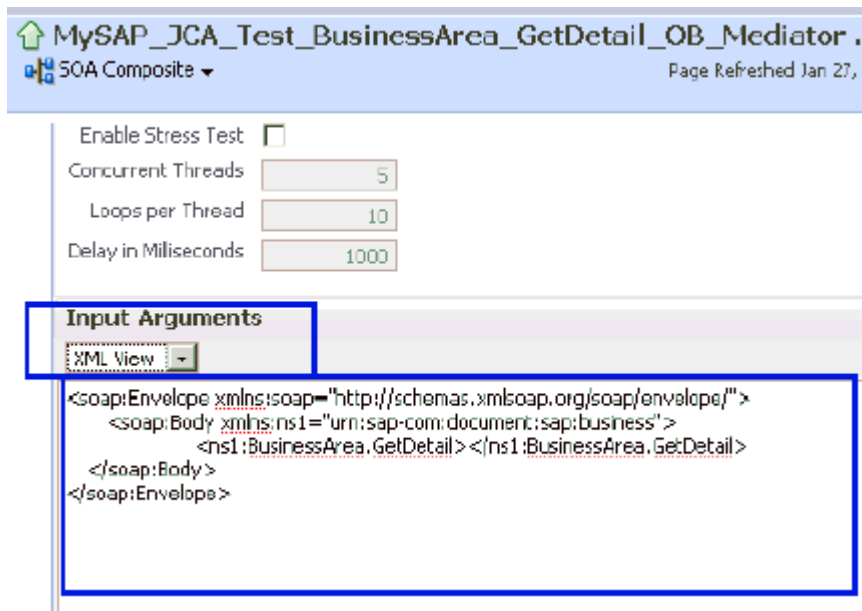 MySAP_JCA_Test_BusinessArea_GetDetail_OB_Mediator .
SOA Composite
Page Refreshed Jan 27,
Enable Stress Test
Concurrent Threads 5
Loops per Thread 10
Delay in Miliseconds 1000
Input Arguments
XML View
<soap:Envelope xmlns:soap="http://schemas.xmlsoap.org/soap/envelope/">
<soap:Body xmlns:ns1="urn:sap-com:document:sap:business">
<ns1:BusinessArea.GetDetail></ns1:BusinessArea.GetDetail>
</soap:Body>
</soap:Envelope>